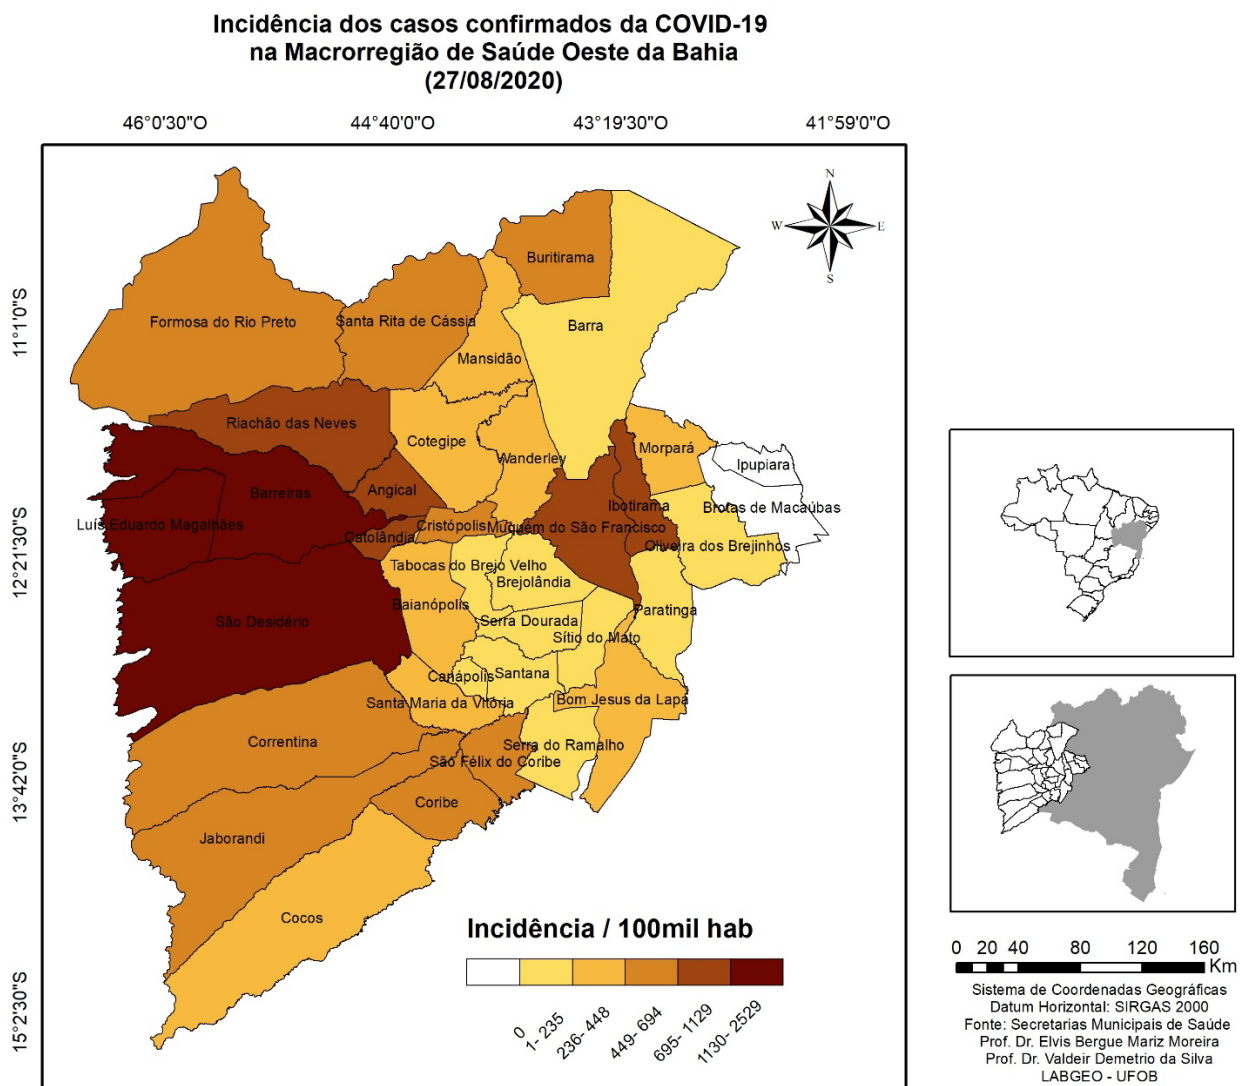 Incidência dos casos confirmados da COVID-19
na Macrorregião de Saúde Oeste da Bahia
(27/08/2020)
46°0'30"O 44°40'0"O 43°19'30"O 41°59'0"O
11°1'0"S
12°21'30"S
13°42'0"S
15°2'30"S
N
W E
S
Buritirama
Formosa do Rio Preto
Santa Rita de Cássia
Barra
Mansidão
Riachão das Neves
Cotegipe
Morpará
Wanderley
Ipupiara
Barreiras
Angical
Ibotirama
Brotas de Macaúbas
Luís Eduardo Magalhães
Cristópolis
Muquém do São Francisco
Catolândia
Oliveira dos Brejinhos
Tabocas do Brejo Velho
Brejolândia
Baianópolis
Paratinga
São Desidério
Serra Dourada
Sítio do Mato
Canápolis
Santana
Santa Maria da Vitória
Bom Jesus da Lapa
Correntina
Serra do Ramalho
São Félix do Coribe
Coribe
Jaborandi
Cocos
Incidência / 100mil hab
0
1- 235
236- 448
449- 694
695- 1129
1130- 2529
0 20 40 80 120 160
Km
Sistema de Coordenadas Geográficas
Datum Horizontal: SIRGAS 2000
Fonte: Secretarias Municipais de Saúde
Prof. Dr. Elvis Bergue Mariz Moreira
Prof. Dr. Valdeir Demetrio da Silva
LABGEO - UFOB